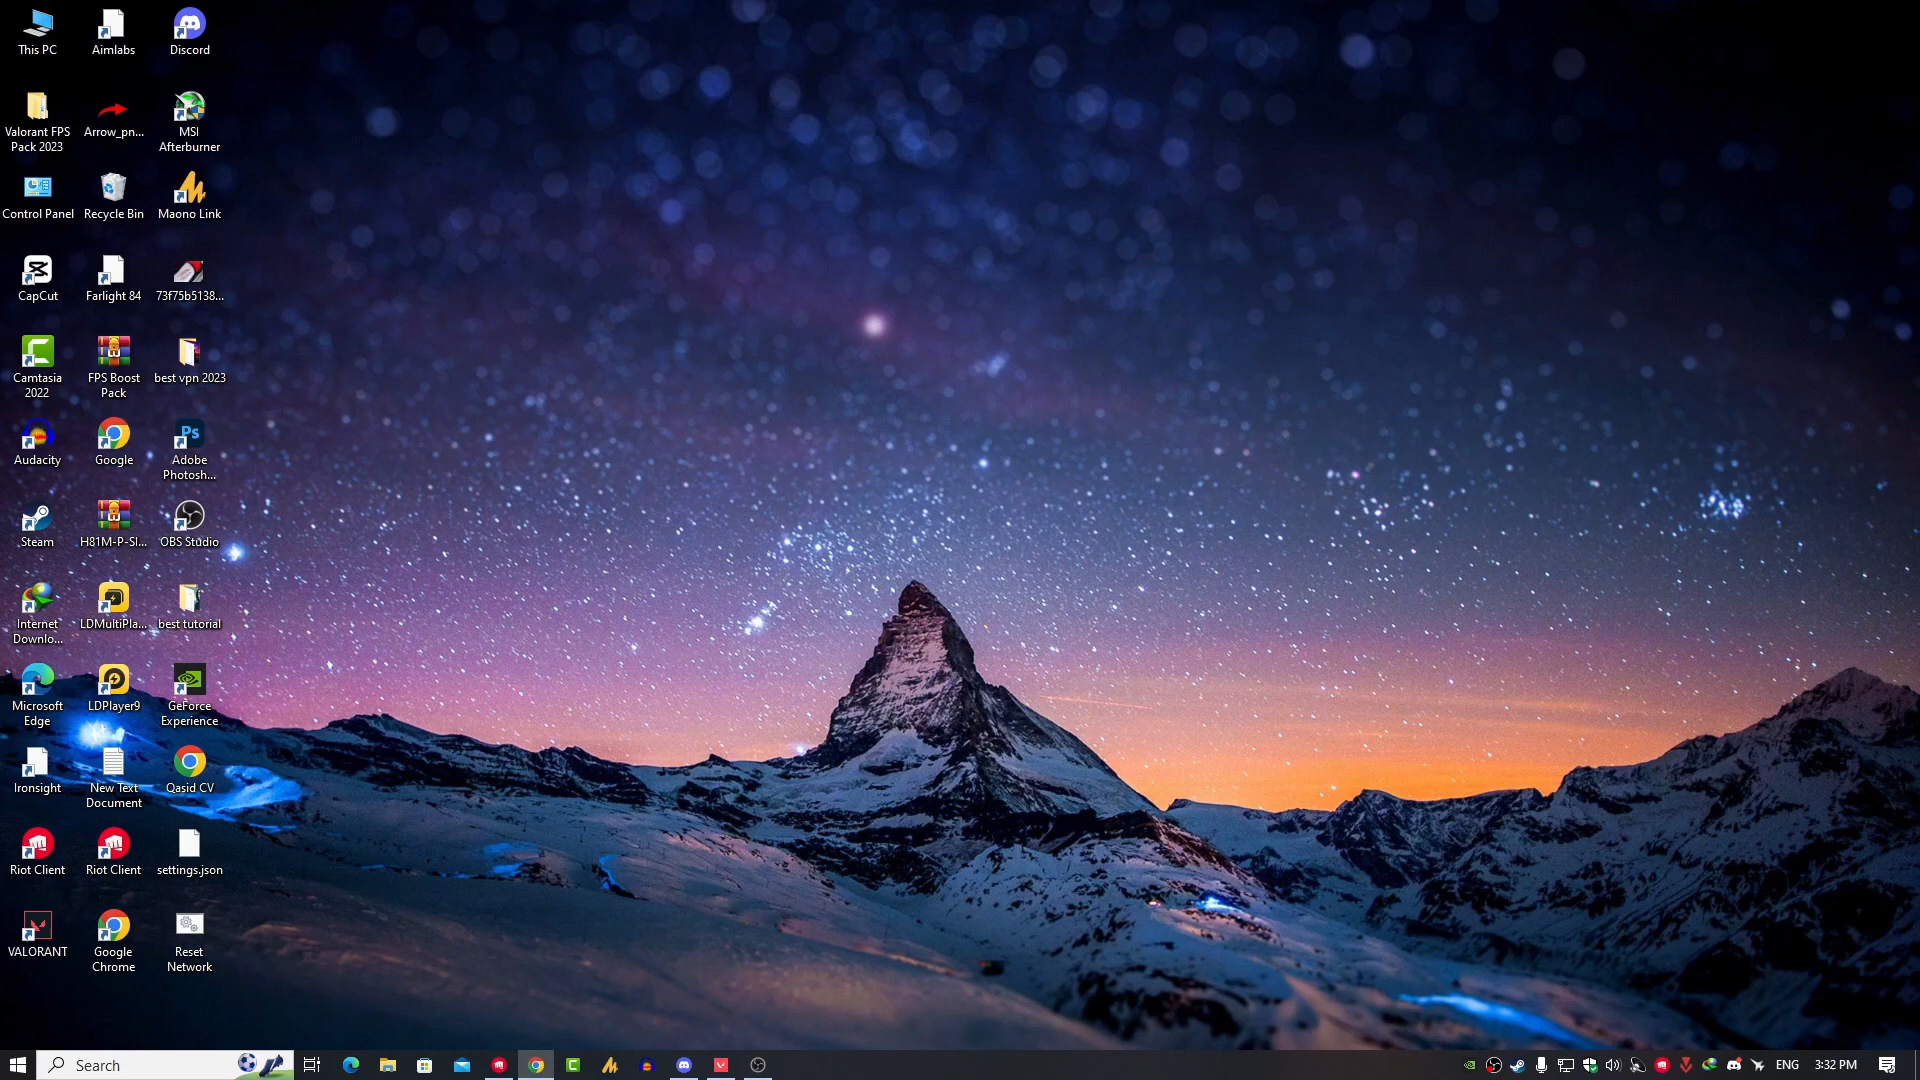 This PC
Aimlabs
Discord
Valorant FPS
Pack 2023
Arrow_pn...
MSI
Afterburner
Control Panel
Recycle Bin
Maono Link
CapCut
Farlight 84
73f75b5138...
Camtasia
2022
FPS Boost
Pack
best vpn 2023
Audacity
Google
Ps
Adobe
Photosh...
Steam
H81M-P-SI...
OBS Studio
Internet
Downlo...
LDMultiPla...
best tutorial
Microsoft
Edge
LDPlayer9
GeForce
Experience
Ironsight
New Text
Document
Qasid CV
Riot Client
Riot Client
settings.json
VALORANT
Google
Chrome
Reset
Network
Search
ENG
3:32 PM